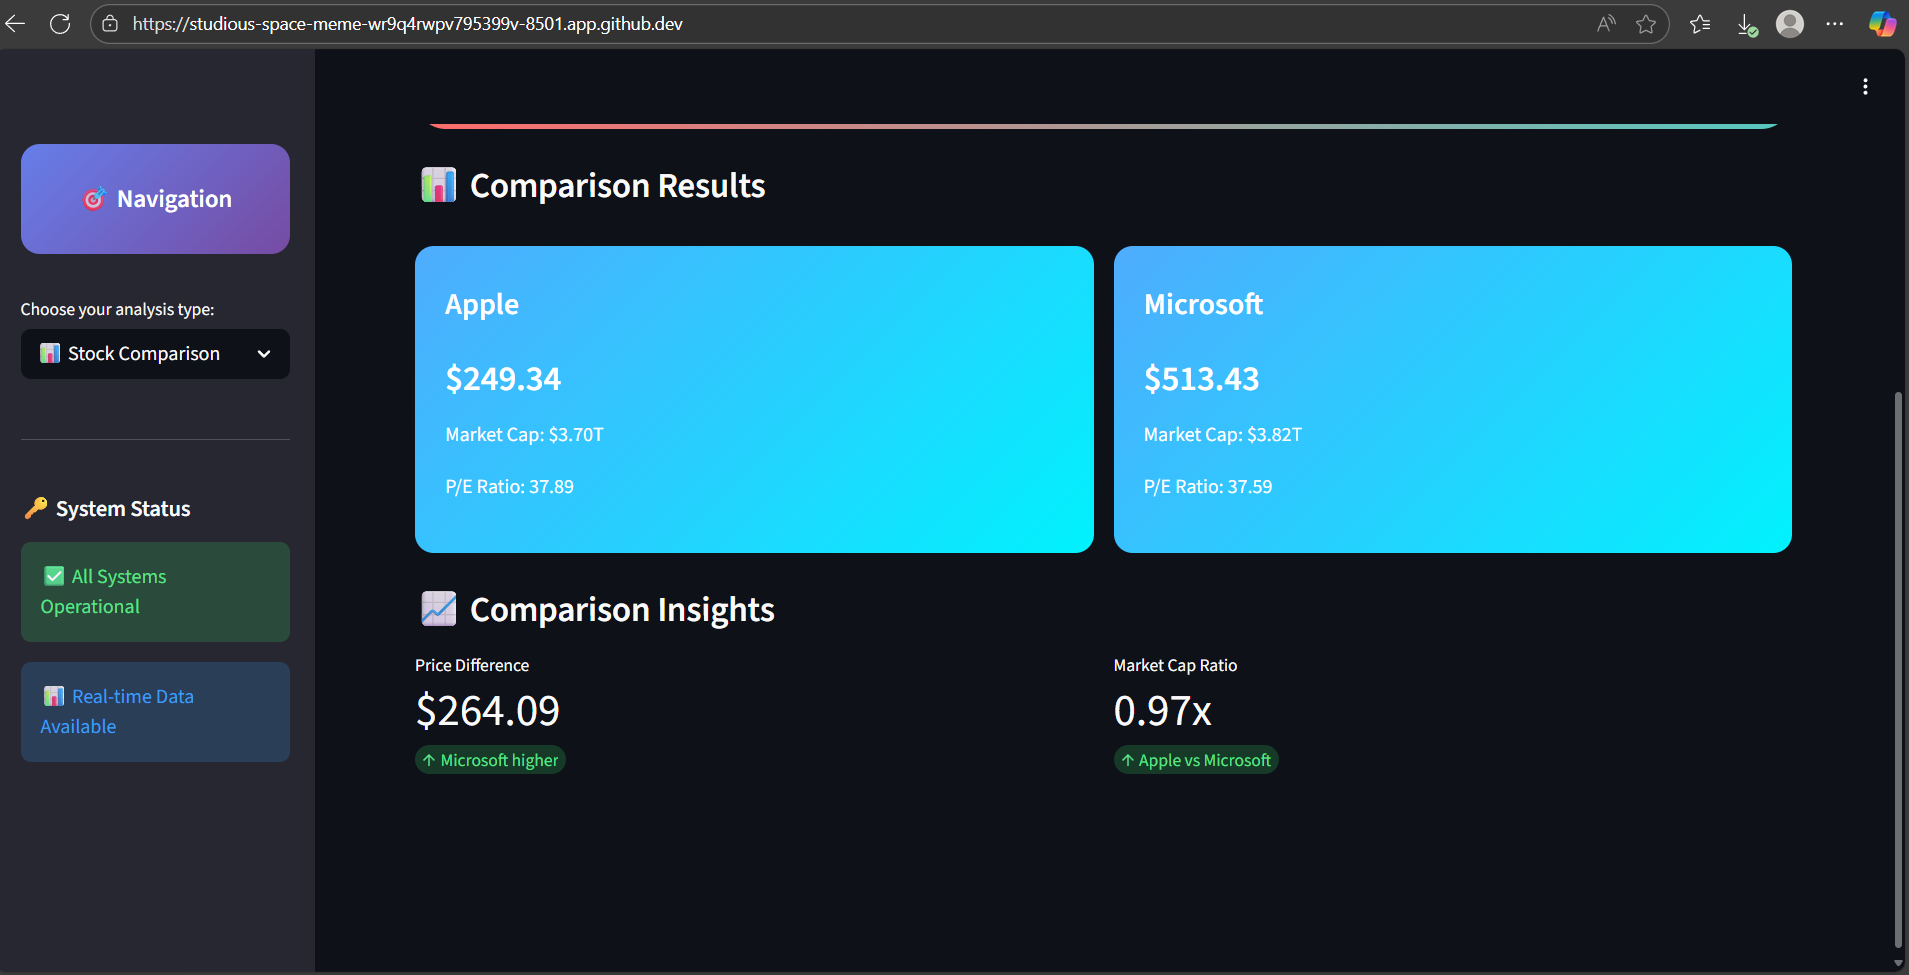 https://studious-space-meme-wr9q4rwpv795399v-8501.app.github.dev
Navigation
Choose your analysis type:
Stock Comparison
System Status
All Systems
Operational
Real-time Data
Available
Comparison Results
Apple
$249.34
Market Cap: $3.70T
P/E Ratio: 37.89
Microsoft
$513.43
Market Cap: $3.82T
P/E Ratio: 37.59
Comparison Insights
Price Difference
$264.09
↑ Microsoft higher
Market Cap Ratio
0.97x
↑ Apple vs Microsoft